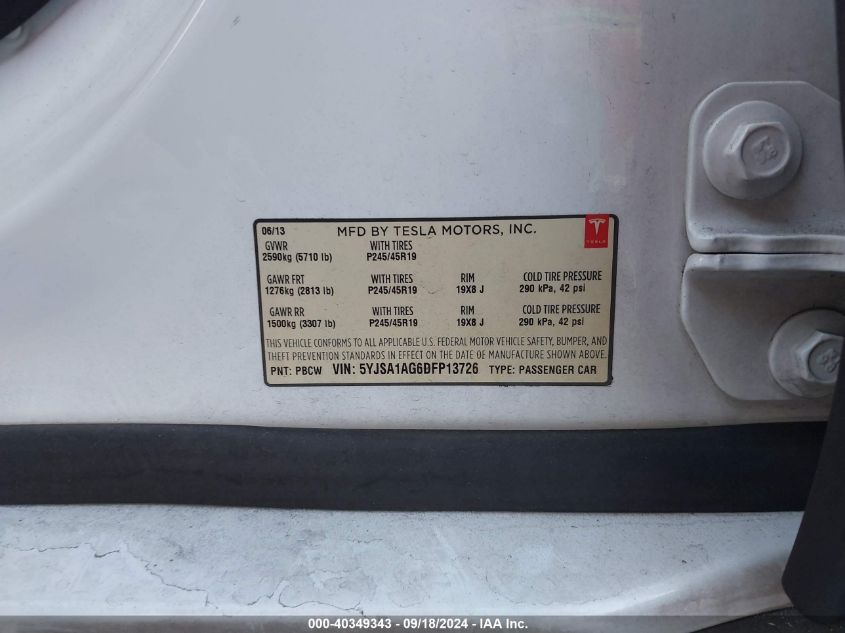 06/13 MFD BY TESLA MOTORS, INC.
TESLA
GVWR WITH TIRES
2590kg (5710 lb) P245/45R19
GAWR FRT WITH TIRES RIM COLD TIRE PRESSURE
1276kg (2813 lb) P245/45R19 19X8 J 290 kPa, 42 psi
GAWR RR WITH TIRES RIM COLD TIRE PRESSURE
1500kg (3307 lb) P245/45R19 19X8 J 290 kPa, 42 psi
THIS VEHICLE CONFORMS TO ALL APPLICABLE U.S. FEDERAL MOTOR VEHICLE SAFETY, BUMPER, AND
THEFT PREVENTION STANDARDS IN EFFECT ON THE DATE OF MANUFACTURE SHOWN ABOVE.
PNT: PBCW VIN: 5YJSA1AG6DFP13726 TYPE: PASSENGER CAR
000-40349343 - 09/18/2024 - IAA Inc.